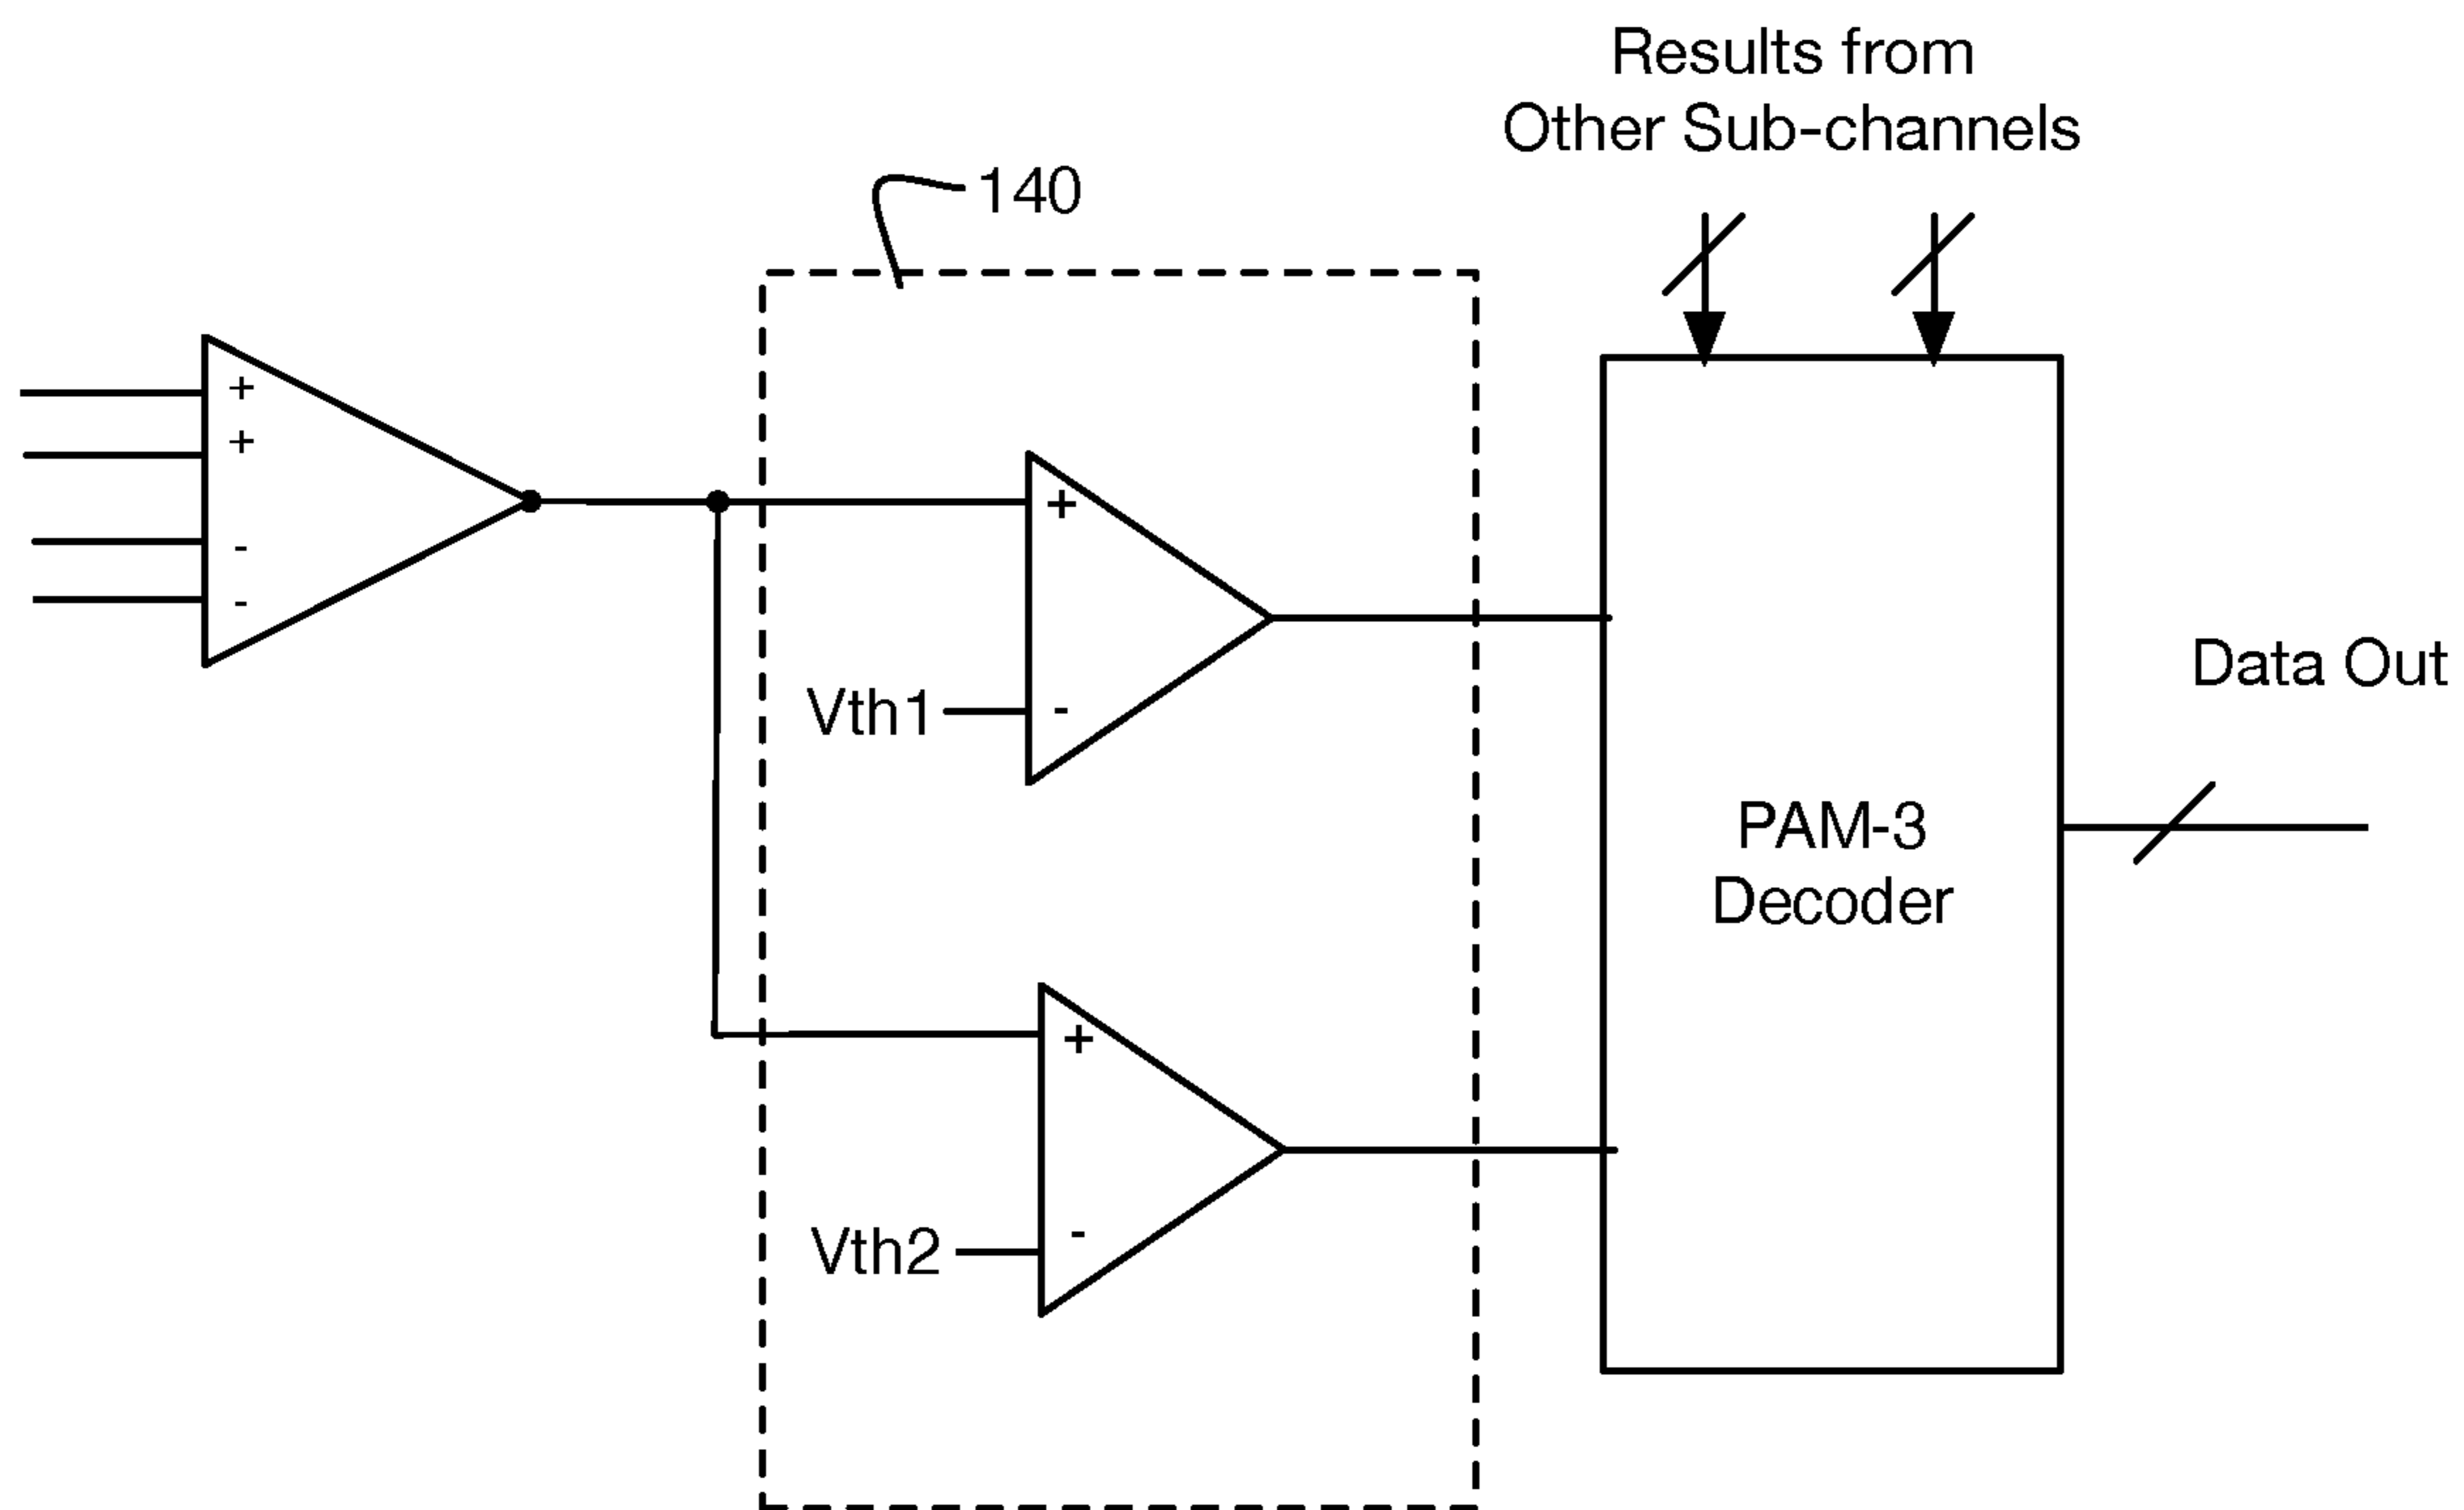 Results from
Other Sub-channels
140
+
+
-
-
+
-
Vth1
Data Out
PAM-3
Decoder
+
-
Vth2